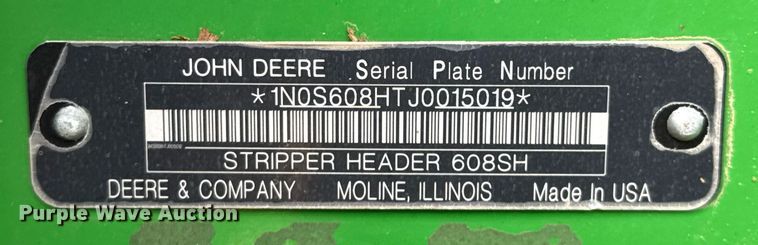 JOHN DEERE Serial Plate Number
*1N0S608HTJ0015019*
STRIPPER HEADER 608SH
DEERE & COMPANY MOLINE, ILLINOIS Made In USA
Purple Wave Auction